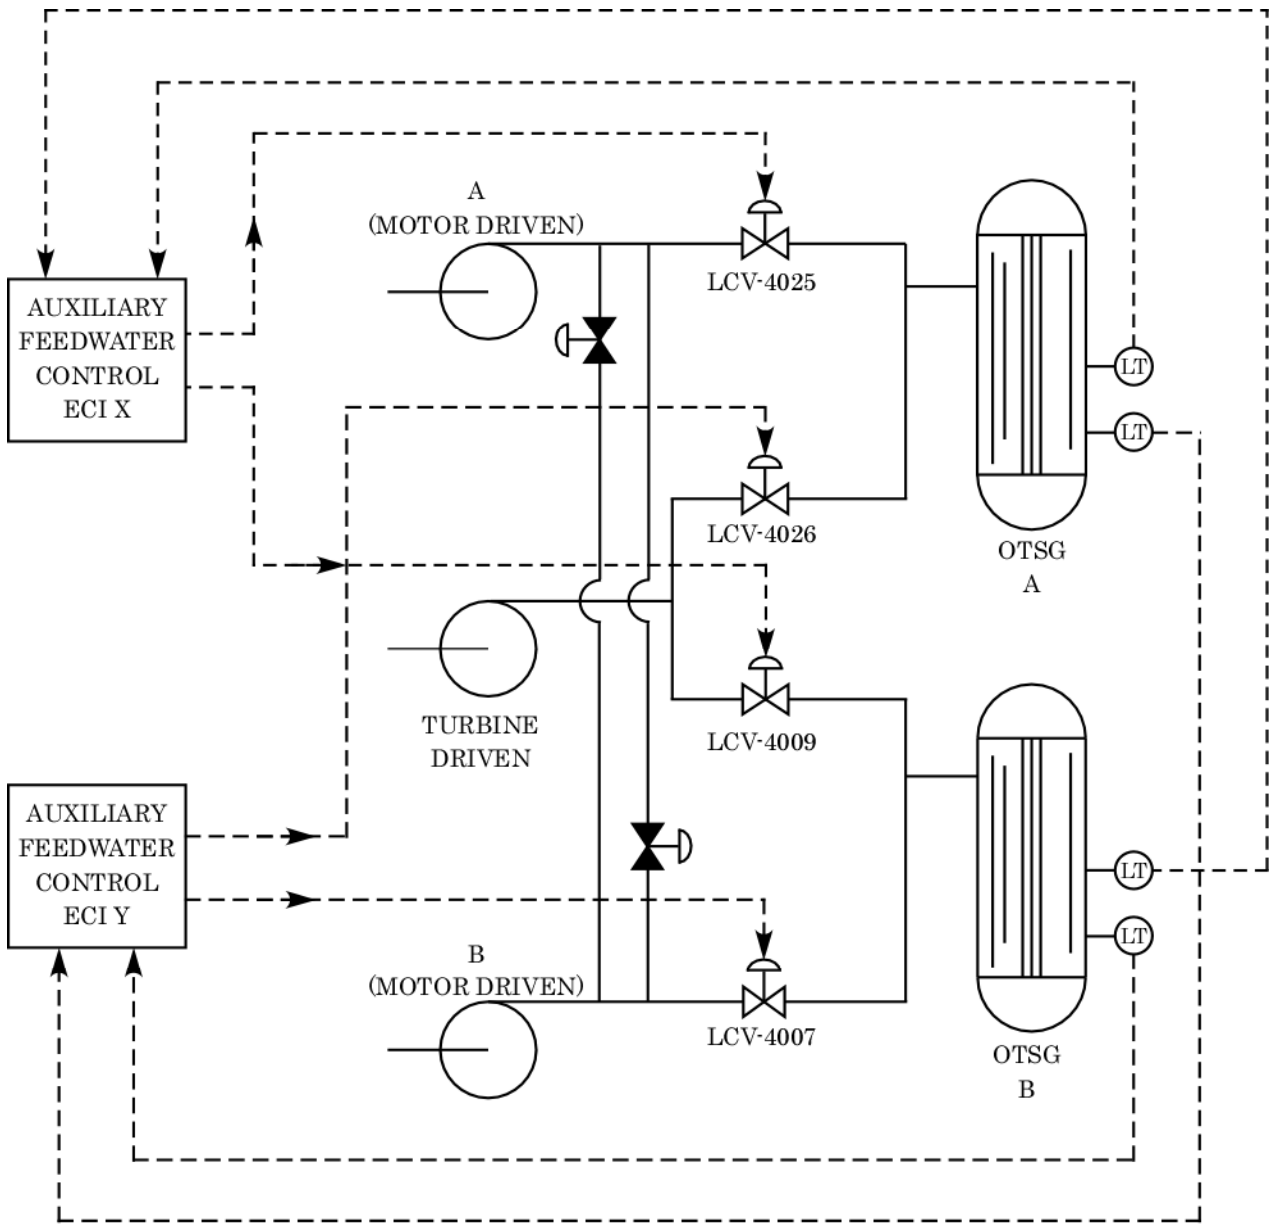 A
(MOTOR DRIVEN)
LCV-4025
AUXILIARY
FEEDWATER
CONTROL
ECI X
LT
LT
LCV-4026
OTSG
A
TURBINE
DRIVEN
LCV-4009
AUXILIARY
FEEDWATER
CONTROL
ECI Y
LT
LT
B
(MOTOR DRIVEN)
LCV-4007
OTSG
B